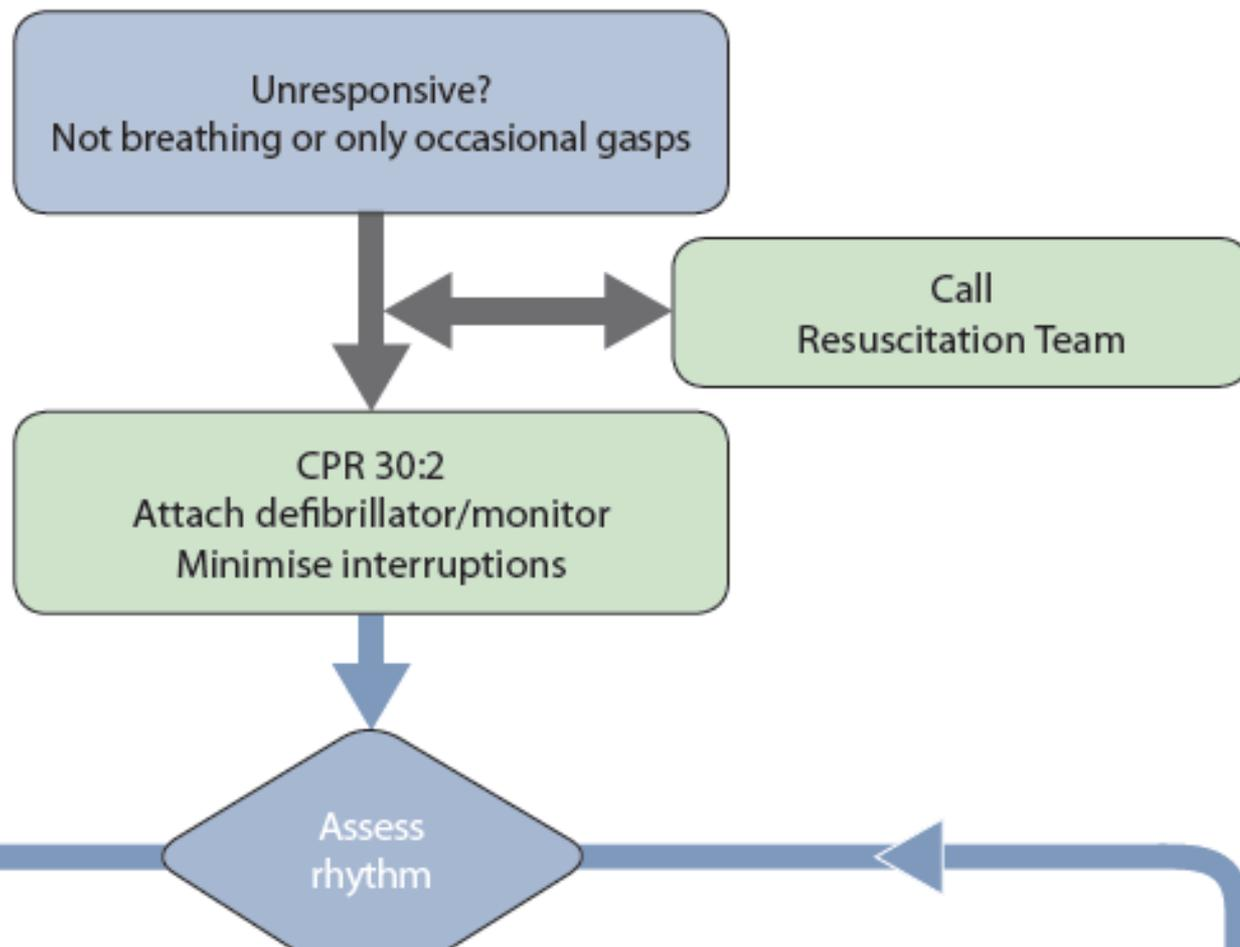 Unresponsive?
Not breathing or only occasional gasps
Call
Resuscitation Team
CPR 30:2
Attach defibrillator/monitor
Minimise interruptions
Assess
rhythm